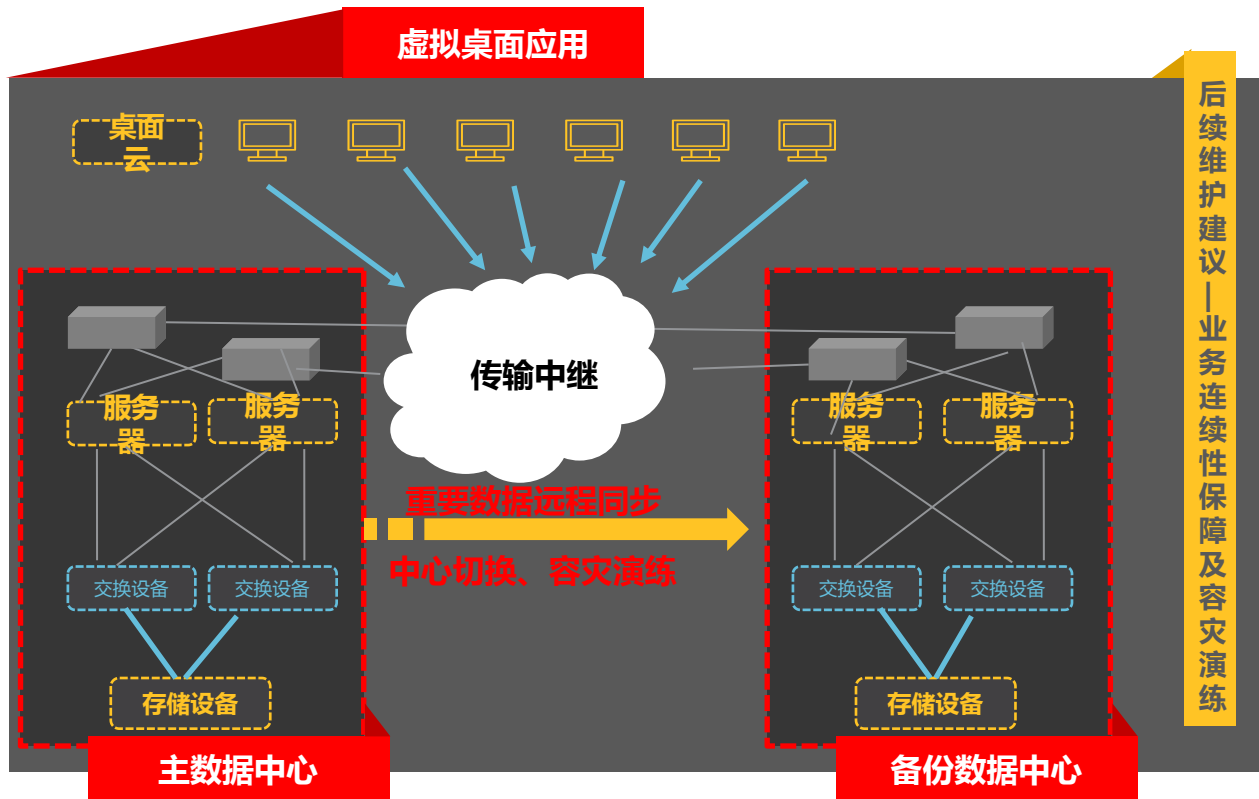 虚拟桌面应用
桌面
云
后续维护建议—业务连续性保障及容灾演练
传输中继
服务
器
服务
器
服务
器
服务
器
重要数据远程同步
中心切换、容灾演练
交换设备
交换设备
交换设备
交换设备
存储设备
存储设备
主数据中心
备份数据中心